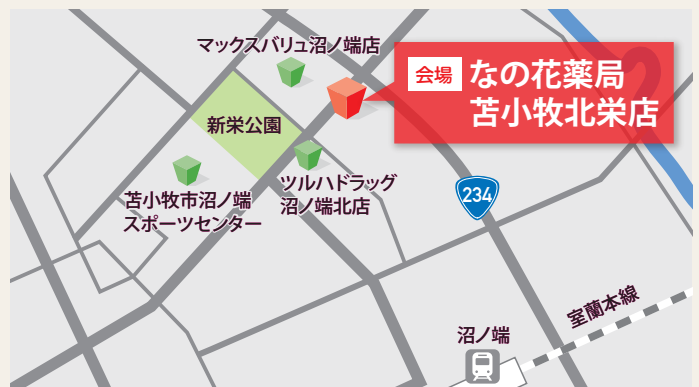 マックスバリュ沼ノ端店
会場 なの花薬局
苫小牧北栄店
新栄公園
ツルハドラッグ
沼ノ端北店
苫小牧市沼ノ端
スポーツセンター
234
室蘭本線
沼ノ端